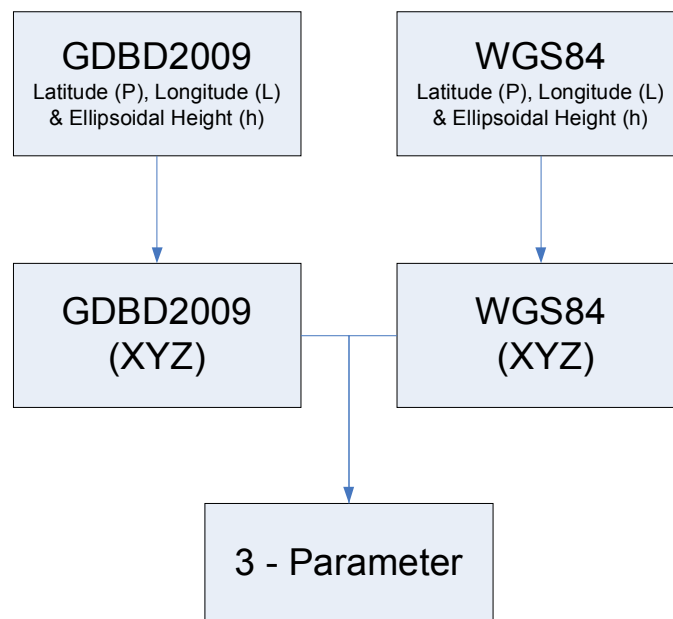 GDBD2009
Latitude (P), Longitude (L)
& Ellipsoidal Height (h)
WGS84
Latitude (P), Longitude (L)
& Ellipsoidal Height (h)
GDBD2009
(XYZ)
WGS84
(XYZ)
3 - Parameter